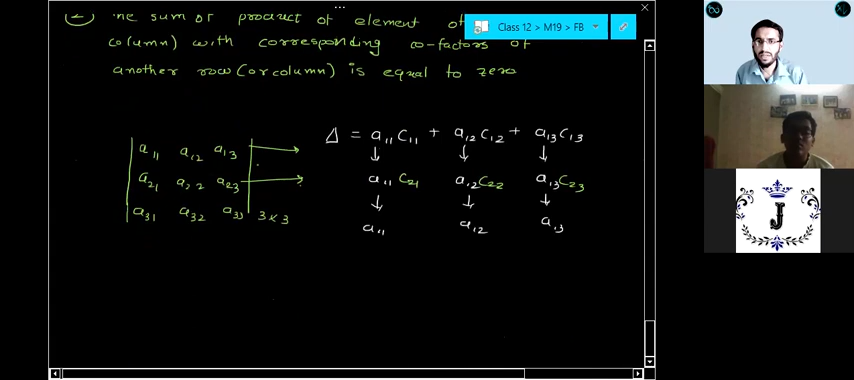 ② The sum of product of element of
Class 12 > M19 > FB
column) with corresponding co-factors of
another row (or column) is equal to zero
Δ = a₁₁C₁₁ + a₁₂C₁₂ + a₁₃C₁₃
a₁₁ a₁₂ a₁₃
a₁₁C₂₁ a₁₂C₂₂ a₁₃C₂₃
a₂₁ a₂₂ a₂₃
a₃₁ a₃₂ a₃₃ 3×3
a₁₁ a₁₂ a₁₃
J